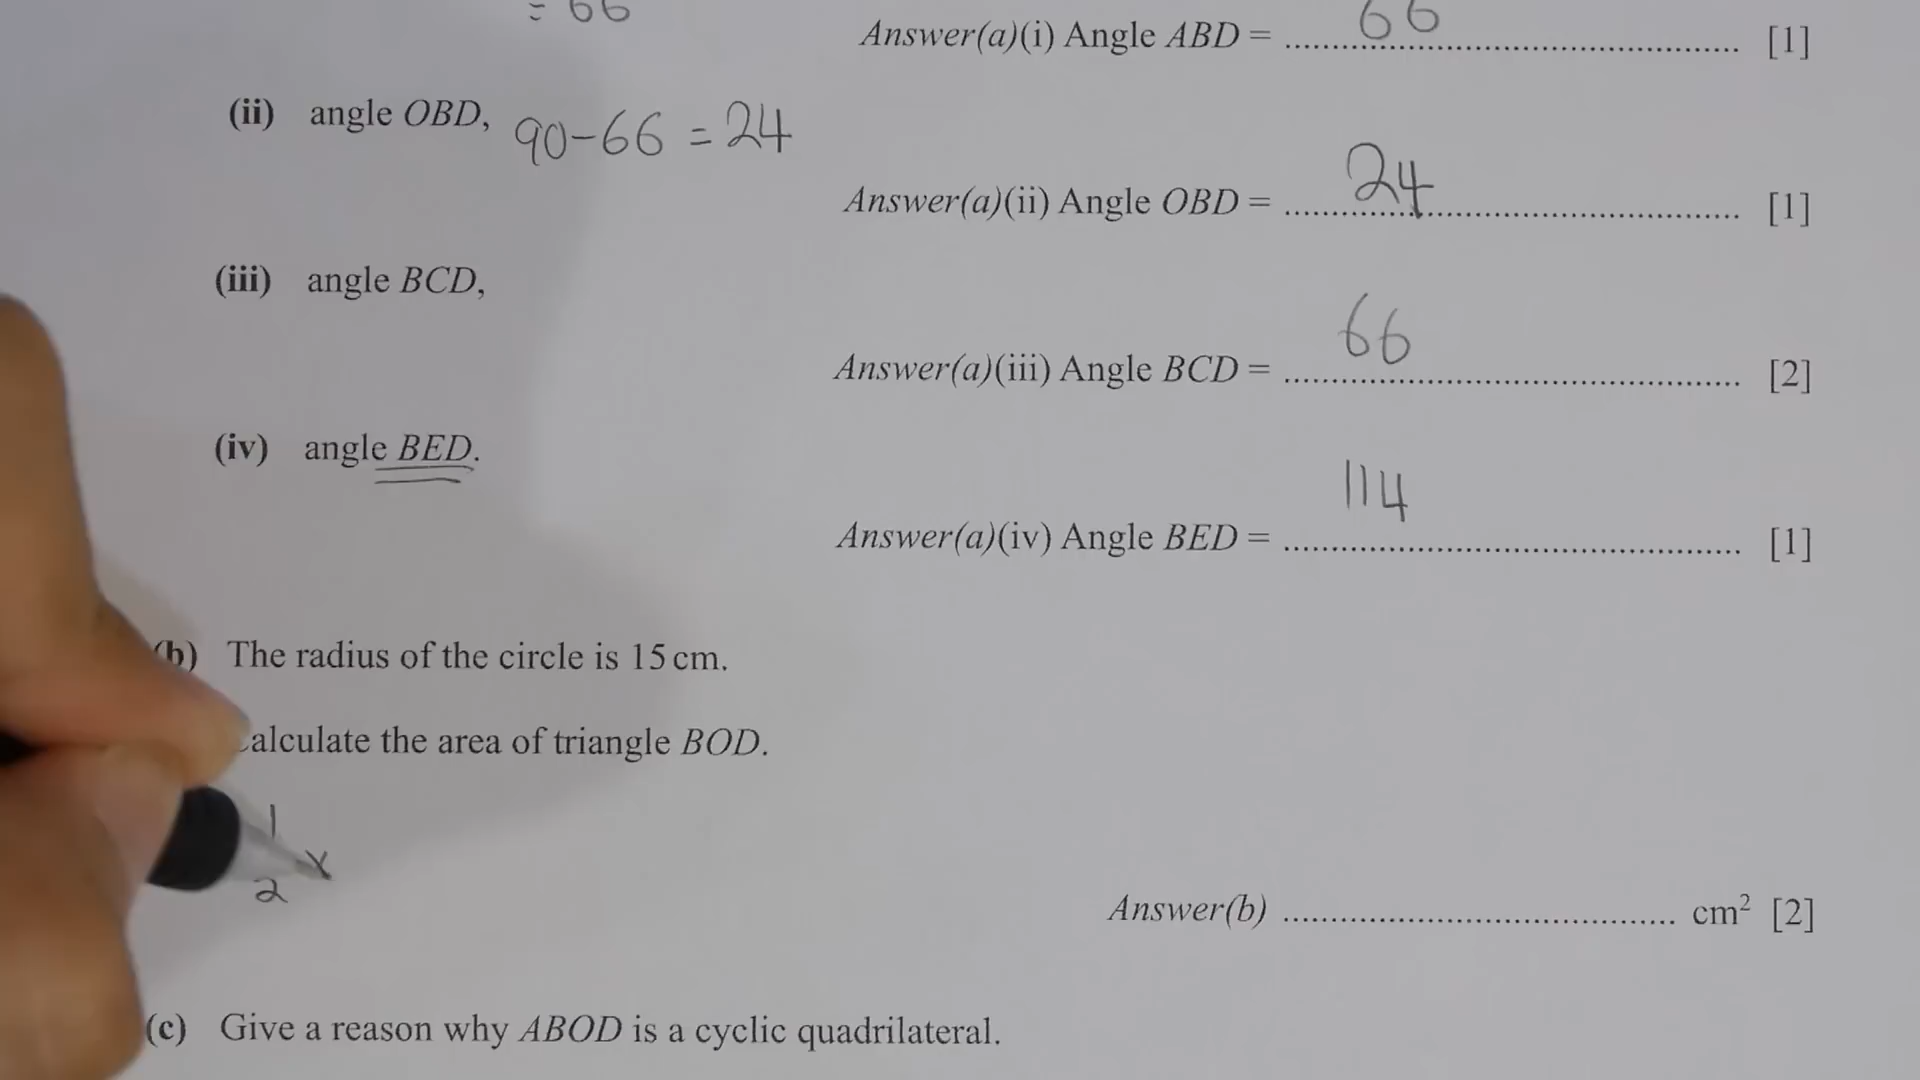 = 66
Answer(a)(i) Angle ABD = 66 [1]
(ii) angle OBD, 90-66 = 24
Answer(a)(ii) Angle OBD = 24 [1]
(iii) angle BCD,
Answer(a)(iii) Angle BCD = 66 [2]
(iv) angle BED.
Answer(a)(iv) Angle BED = 114 [1]
(b) The radius of the circle is 15 cm.
Calculate the area of triangle BOD.
1
2 x
Answer(b) cm² [2]
(c) Give a reason why ABOD is a cyclic quadrilateral.